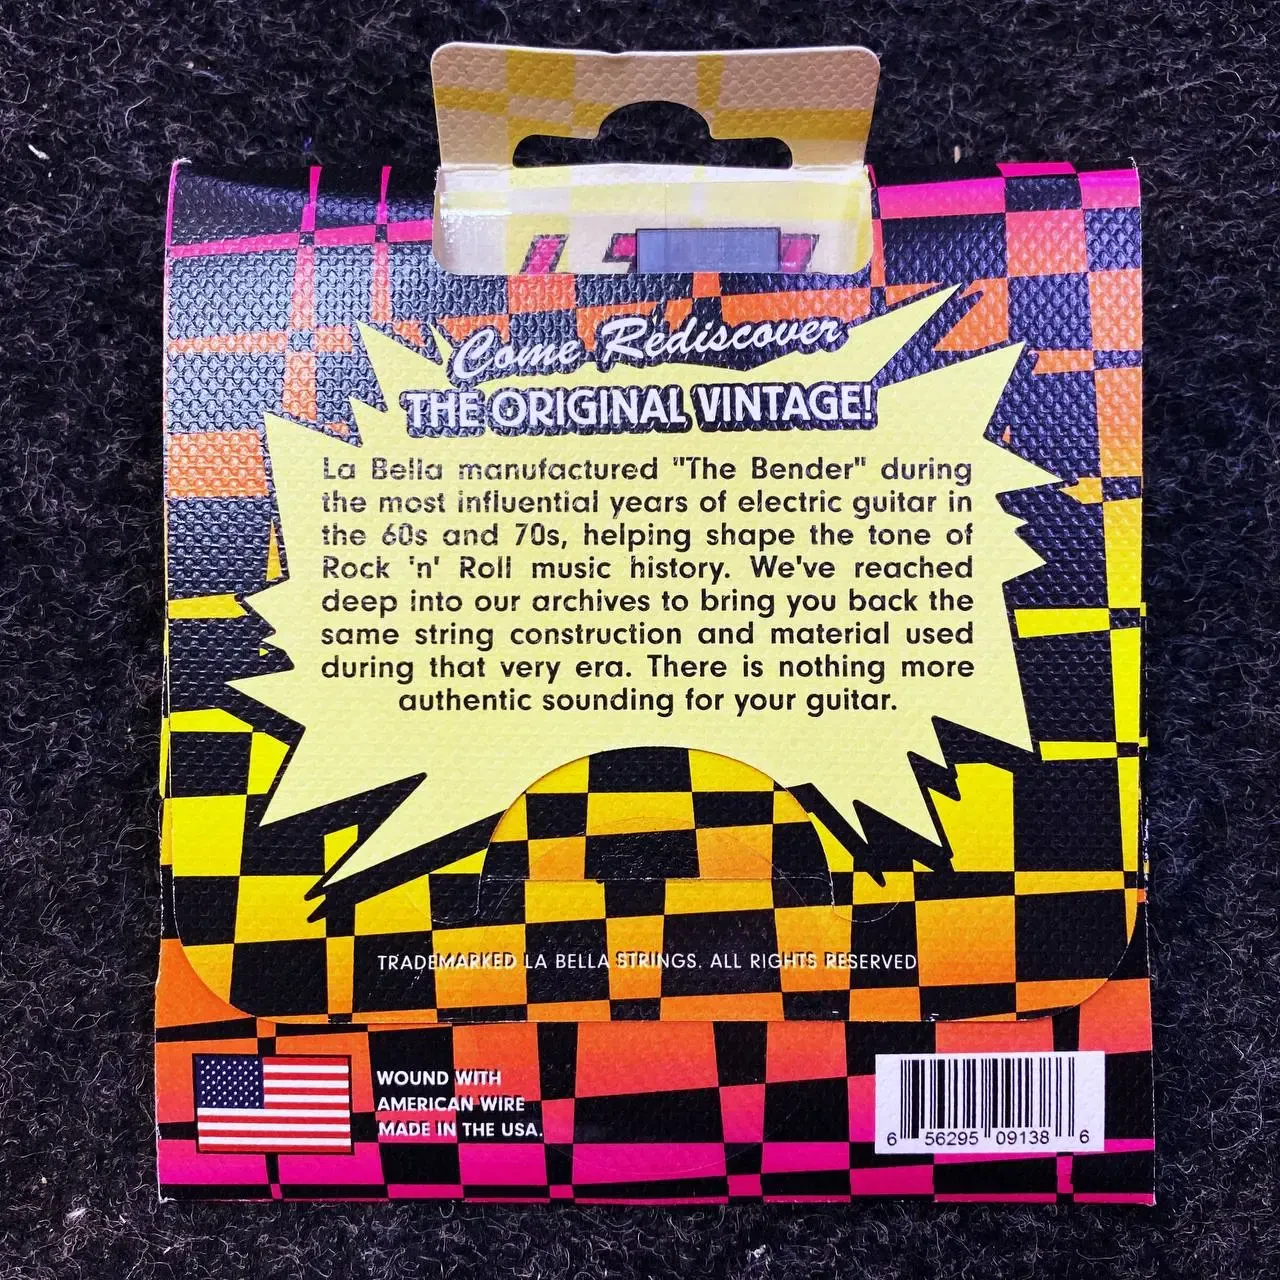 Come Rediscover
THE ORIGINAL VINTAGE!
La Bella manufactured "The Bender" during
the most influential years of electric guitar in
the 60s and 70s, helping shape the tone of
Rock 'n' Roll music history. We've reached
deep into our archives to bring you back the
same string construction and material used
during that very era. There is nothing more
authentic sounding for your guitar.
TRADEMARKED LA BELLA STRINGS. ALL RIGHTS RESERVED
WOUND WITH
AMERICAN WIRE
MADE IN THE USA.
6 56295 09138 6